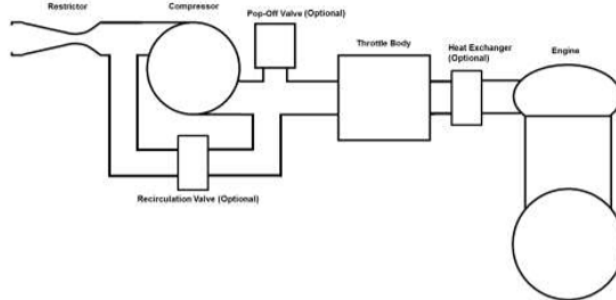 Restrictor
Compressor
Pop-Off Valve (Optional)
Throttle Body
Heat Exchanger
(Optional)
Engine
Recirculation Valve (Optional)